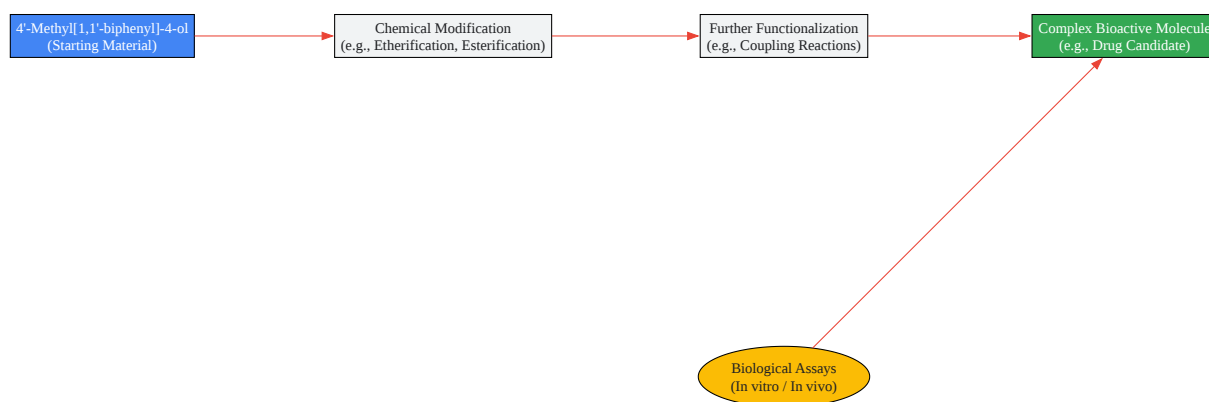 4'-Methyl[1,1'-biphenyl]-4-ol
(Starting Material)
Chemical Modification
(e.g., Etherification, Esterification)
Further Functionalization
(e.g., Coupling Reactions)
Complex Bioactive Molecule
(e.g., Drug Candidate)
Biological Assays
(In vitro / In vivo)